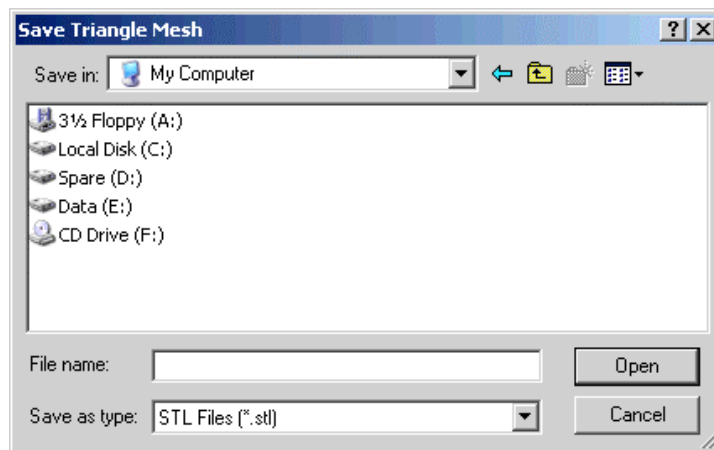 Save Triangle Mesh
Save in: My Computer
3½ Floppy (A:)
Local Disk (C:)
Spare (D:)
Data (E:)
CD Drive (F:)
File name: Open
Save as type: STL Files (*.stl) Cancel